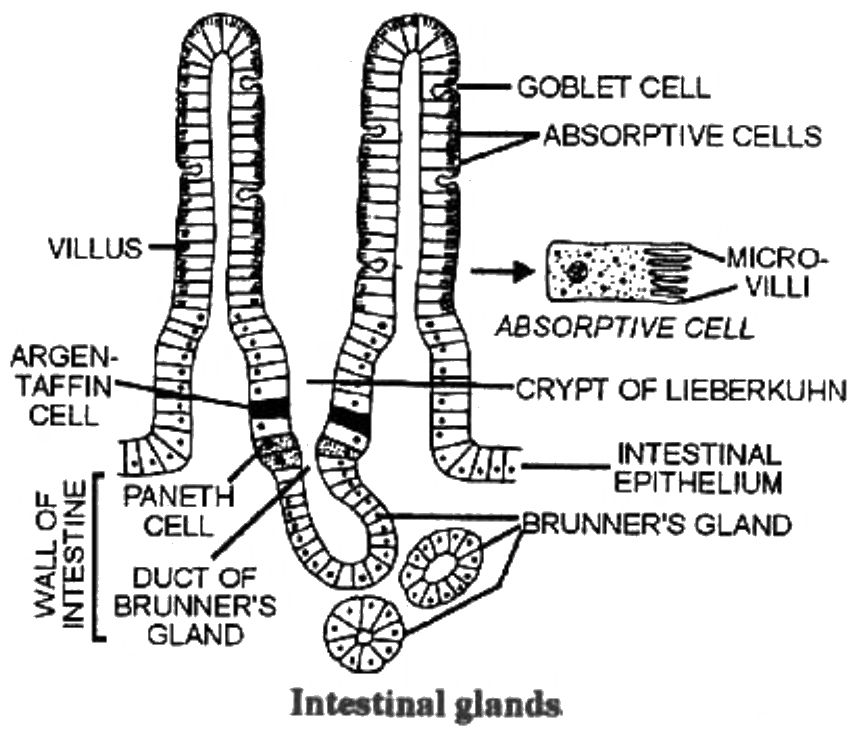 GOBLET CELL
ABSORPTIVE CELLS
VILLUS
MICRO-
VILLI
ABSORPTIVE CELL
ARGEN-
TAFFIN
CELL
CRYPT OF LIEBERKUHN
INTESTINAL
EPITHELIUM
PANETH
CELL
BRUNNER'S GLAND
WALL OF
INTESTINE
DUCT OF
BRUNNER'S
GLAND
Intestinal glands